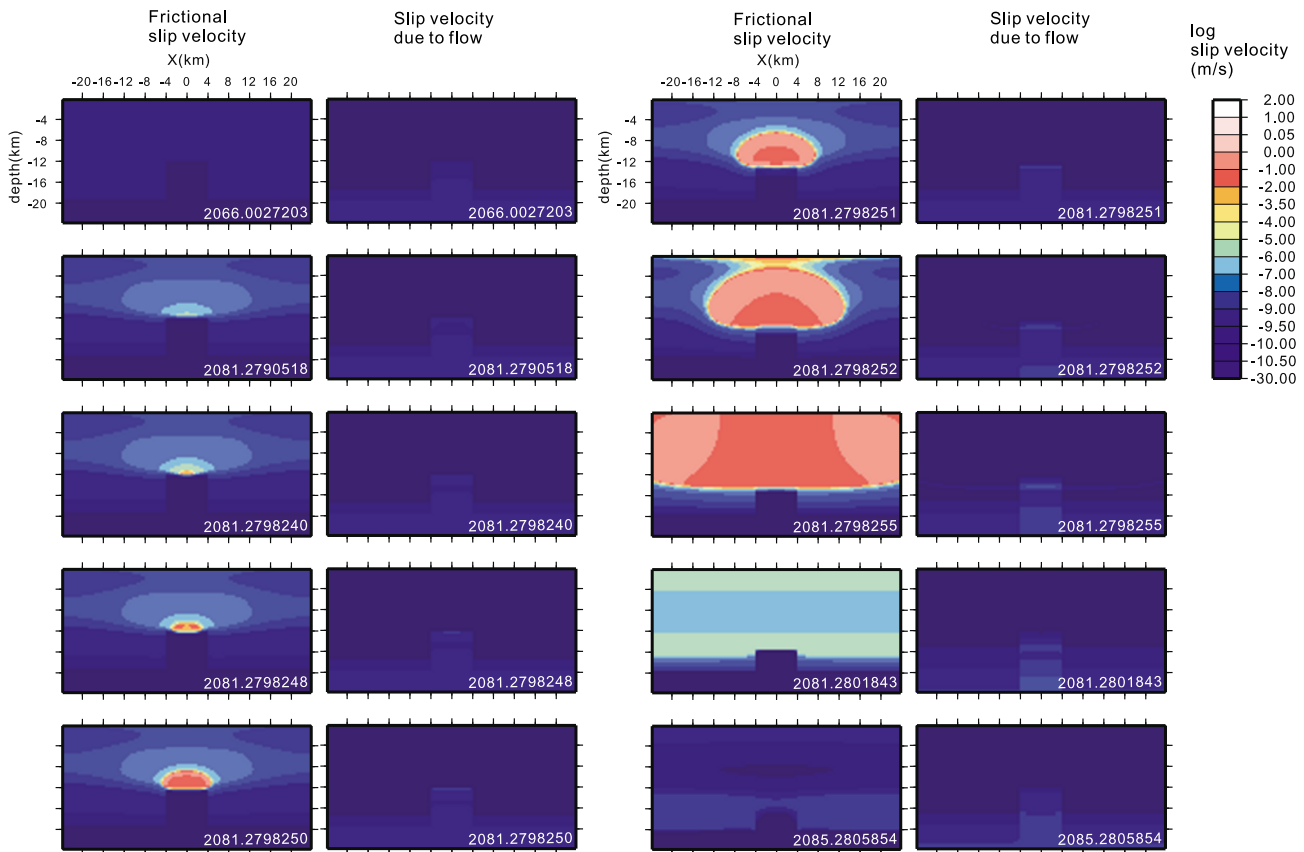 Frictional
slip velocity
X(km)
-20-16-12 -8 -4 0 4 8 12 16 20
Slip velocity
due to flow
Frictional
slip velocity
X(km)
-20-16-12 -8 -4 0 4 8 12 16 20
Slip velocity
due to flow
log
slip velocity
(m/s)
2.00
0.05
0.00
-1.00
-2.00
-3.50
-4.00
-5.00
-6.00
-7.00
-8.00
-9.50
-10.00
-10.50
-30.00
depth(km)
-4
-8
-12
-16
-20
2066.0027203
2066.0027203
depth(km)
-4
-8
-12
-16
-20
2081.2798251
2081.2798251
2081.2790518
2081.2790518
2081.2798252
2081.2798252
2081.2798240
2081.2798240
2081.2798255
2081.2798255
2081.2798248
2081.2798248
2081.2801843
2081.2801843
2081.2798250
2081.2798250
2085.2805854
2085.2805854